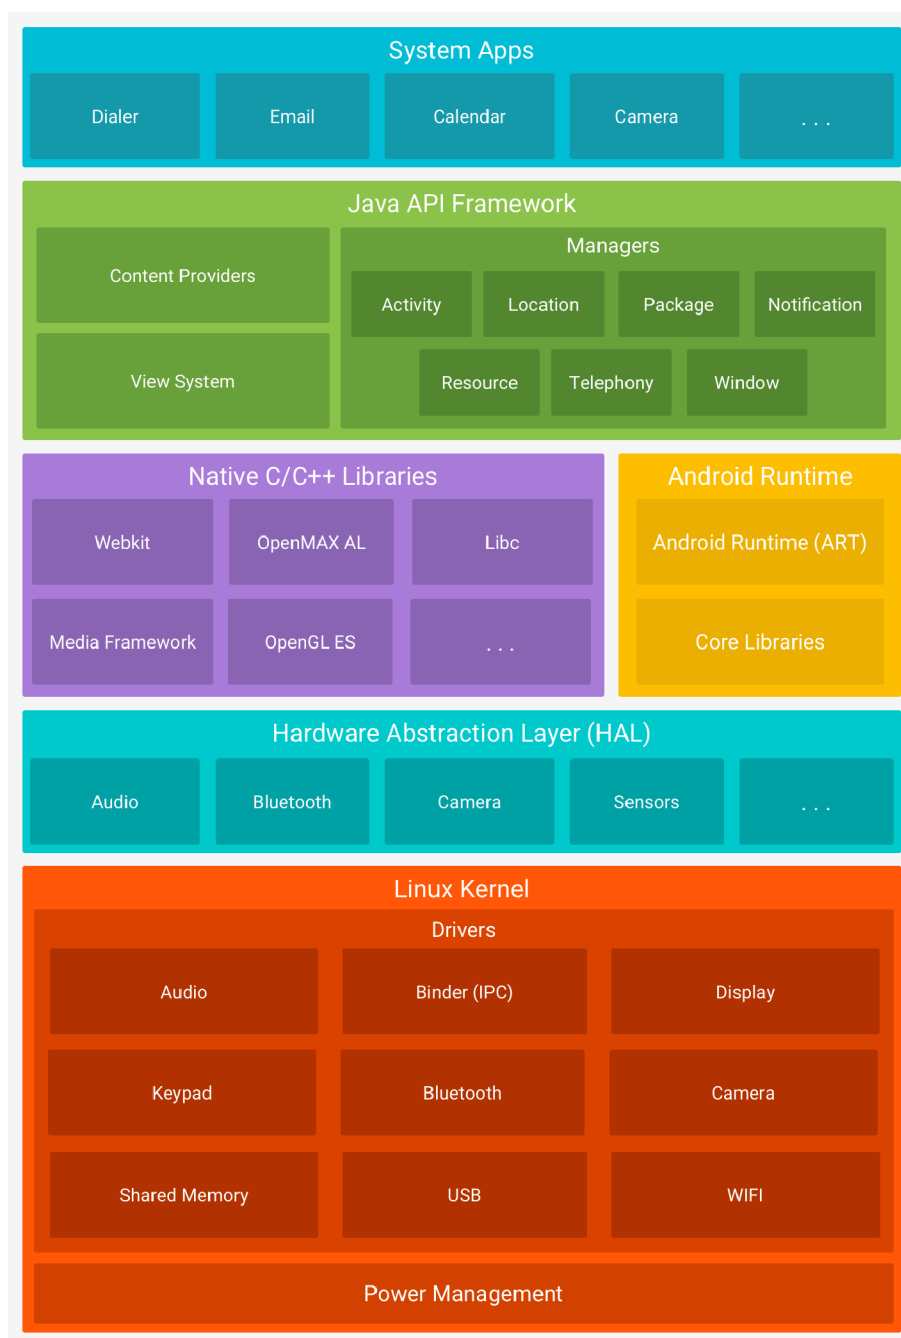 System Apps
Dialer
Email
Calendar
Camera
. . .
Java API Framework
Content Providers
View System
Managers
Activity
Location
Package
Notification
Resource
Telephony
Window
Native C/C++ Libraries
Webkit
OpenMAX AL
Libc
Media Framework
OpenGL ES
. . .
Android Runtime
Android Runtime (ART)
Core Libraries
Hardware Abstraction Layer (HAL)
Audio
Bluetooth
Camera
Sensors
. . .
Linux Kernel
Drivers
Audio
Binder (IPC)
Display
Keypad
Bluetooth
Camera
Shared Memory
USB
WIFI
Power Management